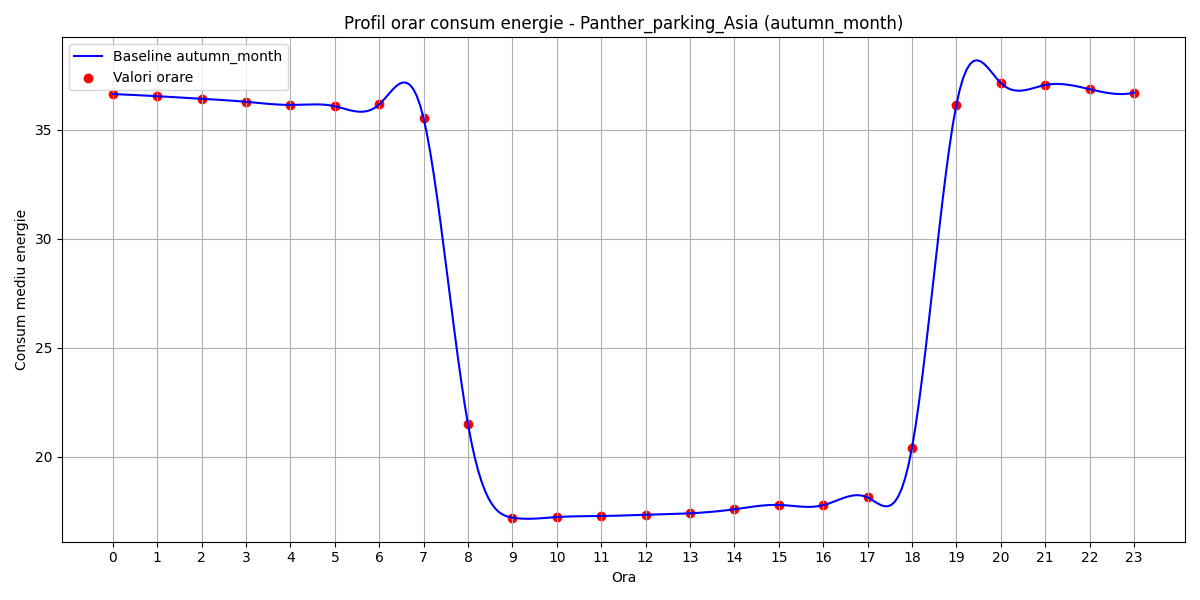 Profil orar consum energie - Panther_parking_Asia (autumn_month)
Baseline autumn_month
Valori orare
Consum mediu energie
35
30
25
20
0 1 2 3 4 5 6 7 8 9 10 11 12 13 14 15 16 17 18 19 20 21 22 23
Ora